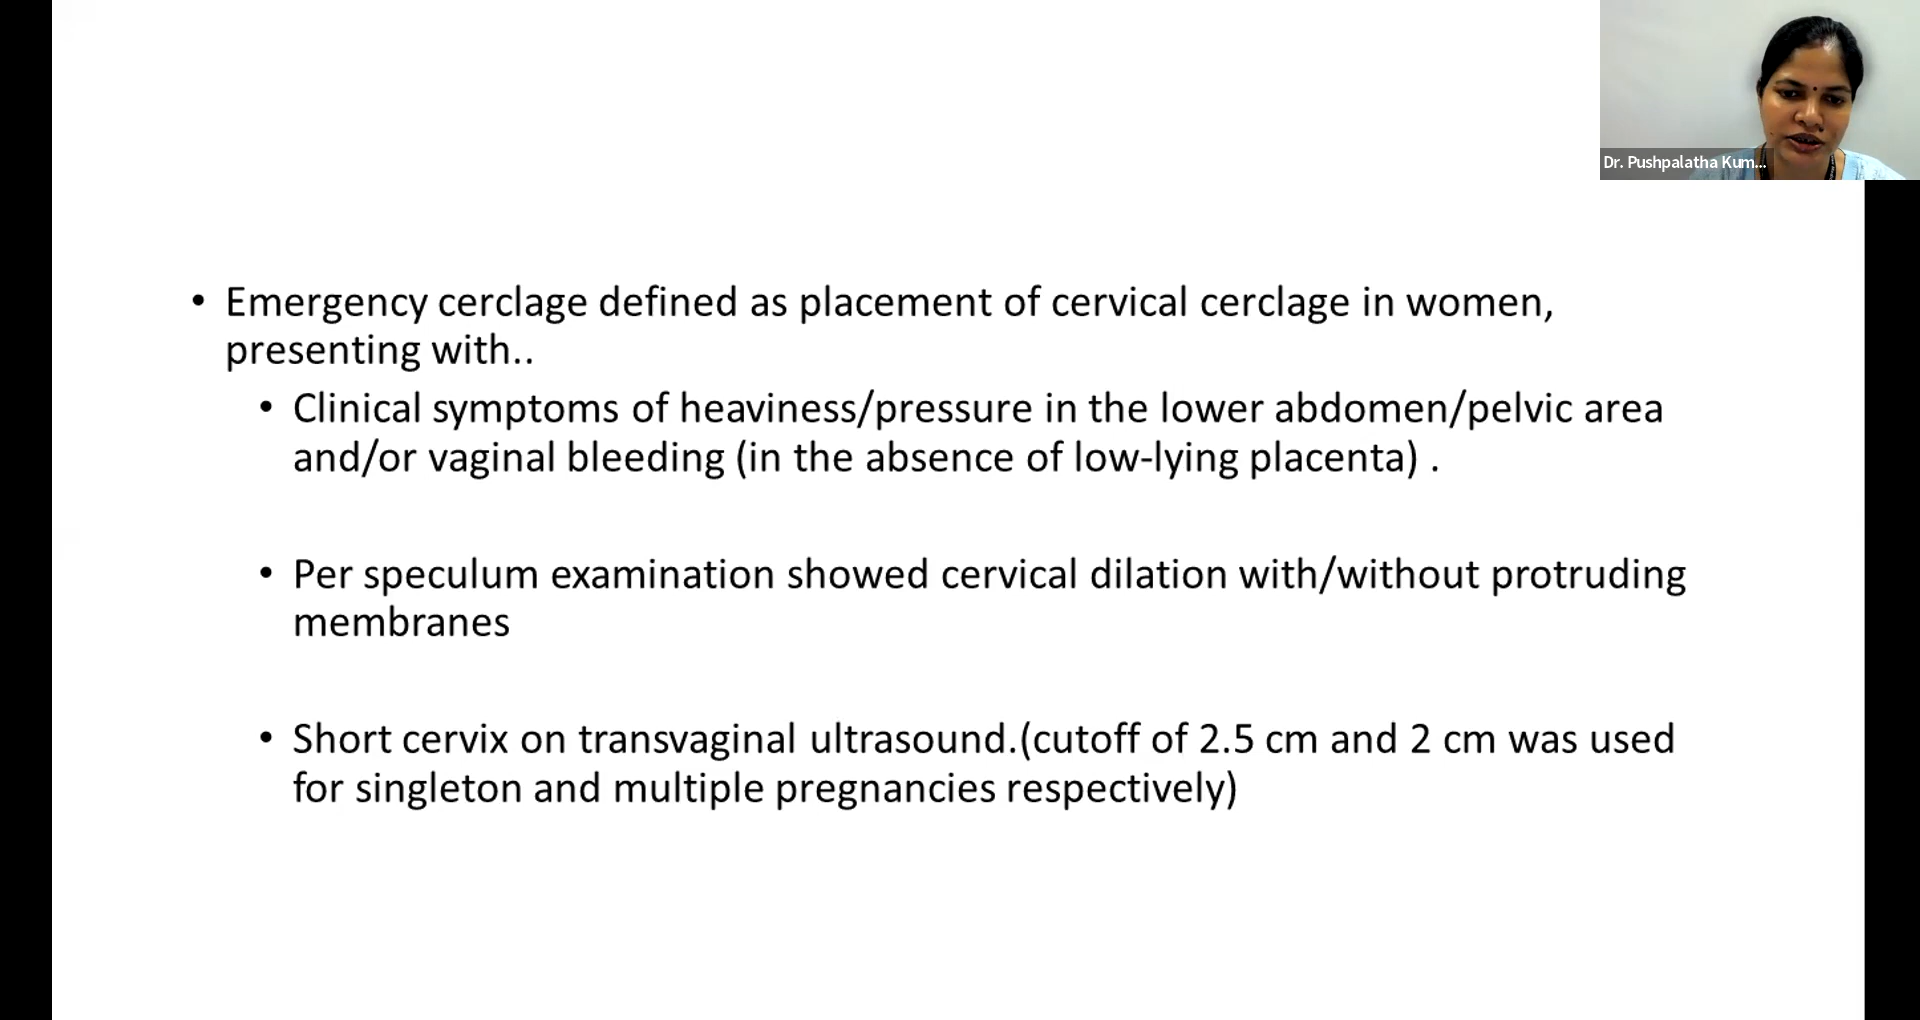 Dr. Pushpalatha Kum...
• Emergency cerclage defined as placement of cervical cerclage in women,
presenting with..
• Clinical symptoms of heaviness/pressure in the lower abdomen/pelvic area
and/or vaginal bleeding (in the absence of low-lying placenta) .
• Per speculum examination showed cervical dilation with/without protruding
membranes
• Short cervix on transvaginal ultrasound.(cutoff of 2.5 cm and 2 cm was used
for singleton and multiple pregnancies respectively)